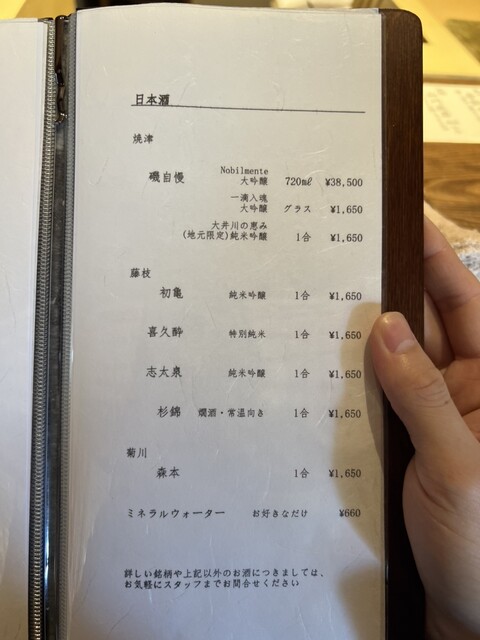 日本酒
焼津
磯自慢 Nobilmente 大吟醸 720mℓ ¥38,500
一滴入魂 大吟醸 グラス ¥1,650
大井川の恵み (地元限定)純米吟醸 1合 ¥1,650
藤枝
初亀 純米吟醸 1合 ¥1,650
喜久酔 特別純米 1合 ¥1,650
志太泉 純米吟醸 1合 ¥1,650
杉錦 燗酒・常温向き 1合 ¥1,650
菊川
森本 1合 ¥1,650
ミネラルウォーター お好きなだけ ¥660
詳しい銘柄や上記以外のお酒につきましては、
お気軽にスタッフまでお問合せください